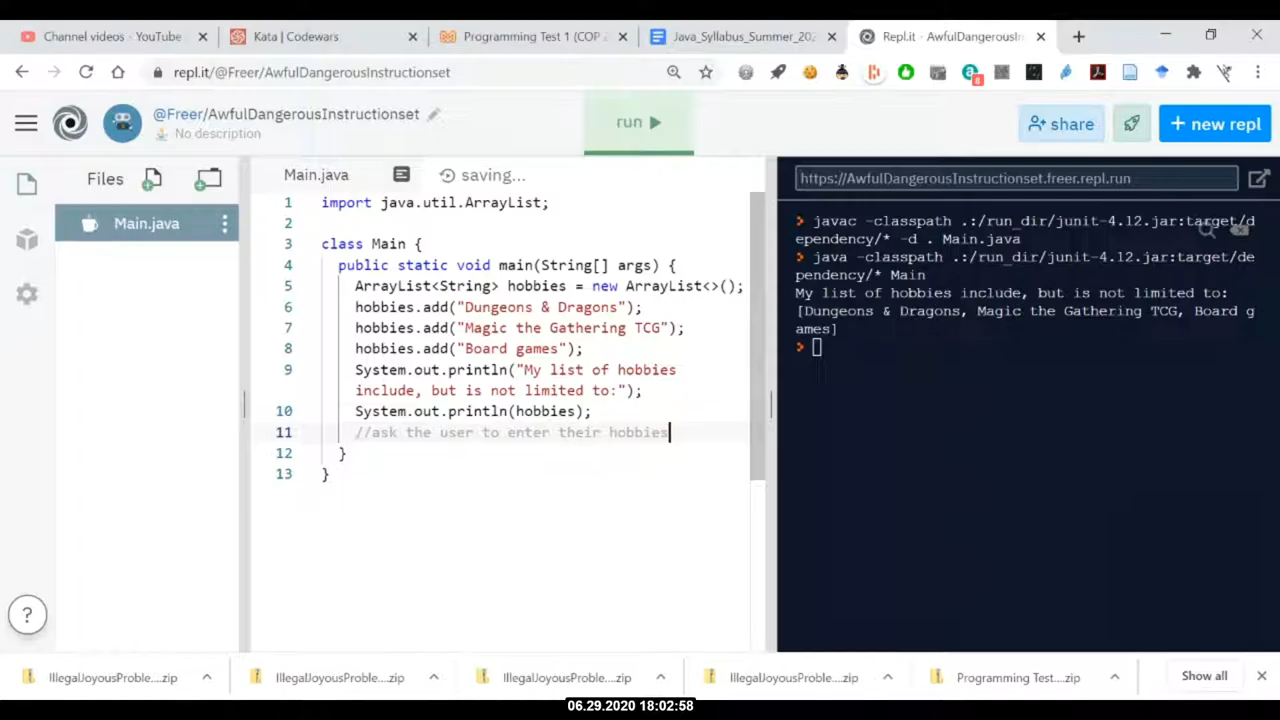 Channel videos - YouTube
Kata | Codewars
Programming Test 1 (COP
Java_Syllabus_Summer_202
Repl.it - AwfulDangerousIn
repl.it/@Freer/AwfulDangerousInstructionset
8
@Freer/AwfulDangerousInstructionset
No description
run
share
+ new repl
Files
Main.java
Main.java
saving...
https://AwfulDangerousInstructionset.freer.repl.run
1 import java.util.ArrayList;
2
3 class Main {
4 public static void main(String[] args) {
5 ArrayList<String> hobbies = new ArrayList<>();
6 hobbies.add("Dungeons & Dragons");
7 hobbies.add("Magic the Gathering TCG");
8 hobbies.add("Board games");
9 System.out.println("My list of hobbies
include, but is not limited to:");
10 System.out.println(hobbies);
11 //ask the user to enter their hobbies
12 }
13 }
> javac -classpath .:/run_dir/junit-4.12.jar:target/d
ependency/* -d . Main.java
> java -classpath .:/run_dir/junit-4.12.jar:target/de
pendency/* Main
My list of hobbies include, but is not limited to:
[Dungeons & Dragons, Magic the Gathering TCG, Board g
ames]
>
?
IllegalJoyousProble....zip
IllegalJoyousProble....zip
IllegalJoyousProble....zip
IllegalJoyousProble....zip
Programming Test....zip
Show all
06.29.2020 18:02:58